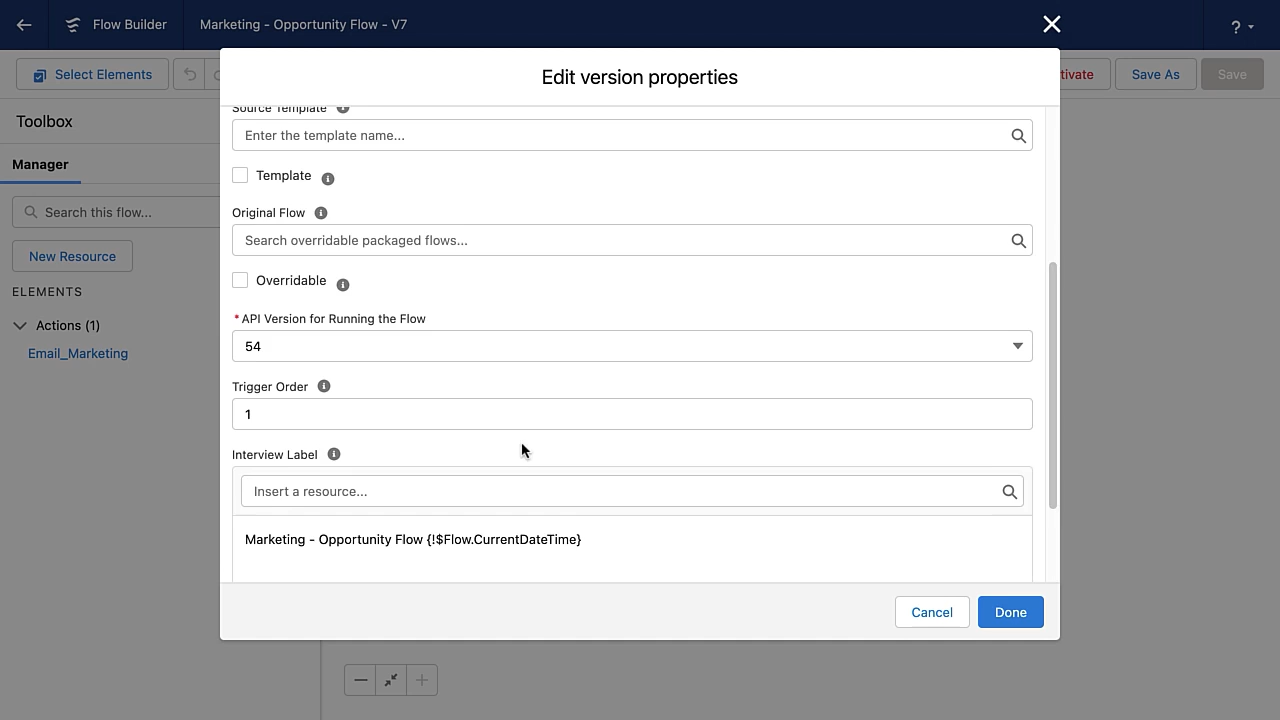 Flow Builder
Marketing - Opportunity Flow - V7
?
Select Elements
Edit version properties
tivate
Save As
Save
Toolbox
Manager
Search this flow...
New Resource
ELEMENTS
Actions (1)
Email_Marketing
Source Template
Enter the template name...
Template
Original Flow
Search overridable packaged flows...
Overridable
* API Version for Running the Flow
54
Trigger Order
1
Interview Label
Insert a resource...
Marketing - Opportunity Flow {!$Flow.CurrentDateTime}
Cancel
Done